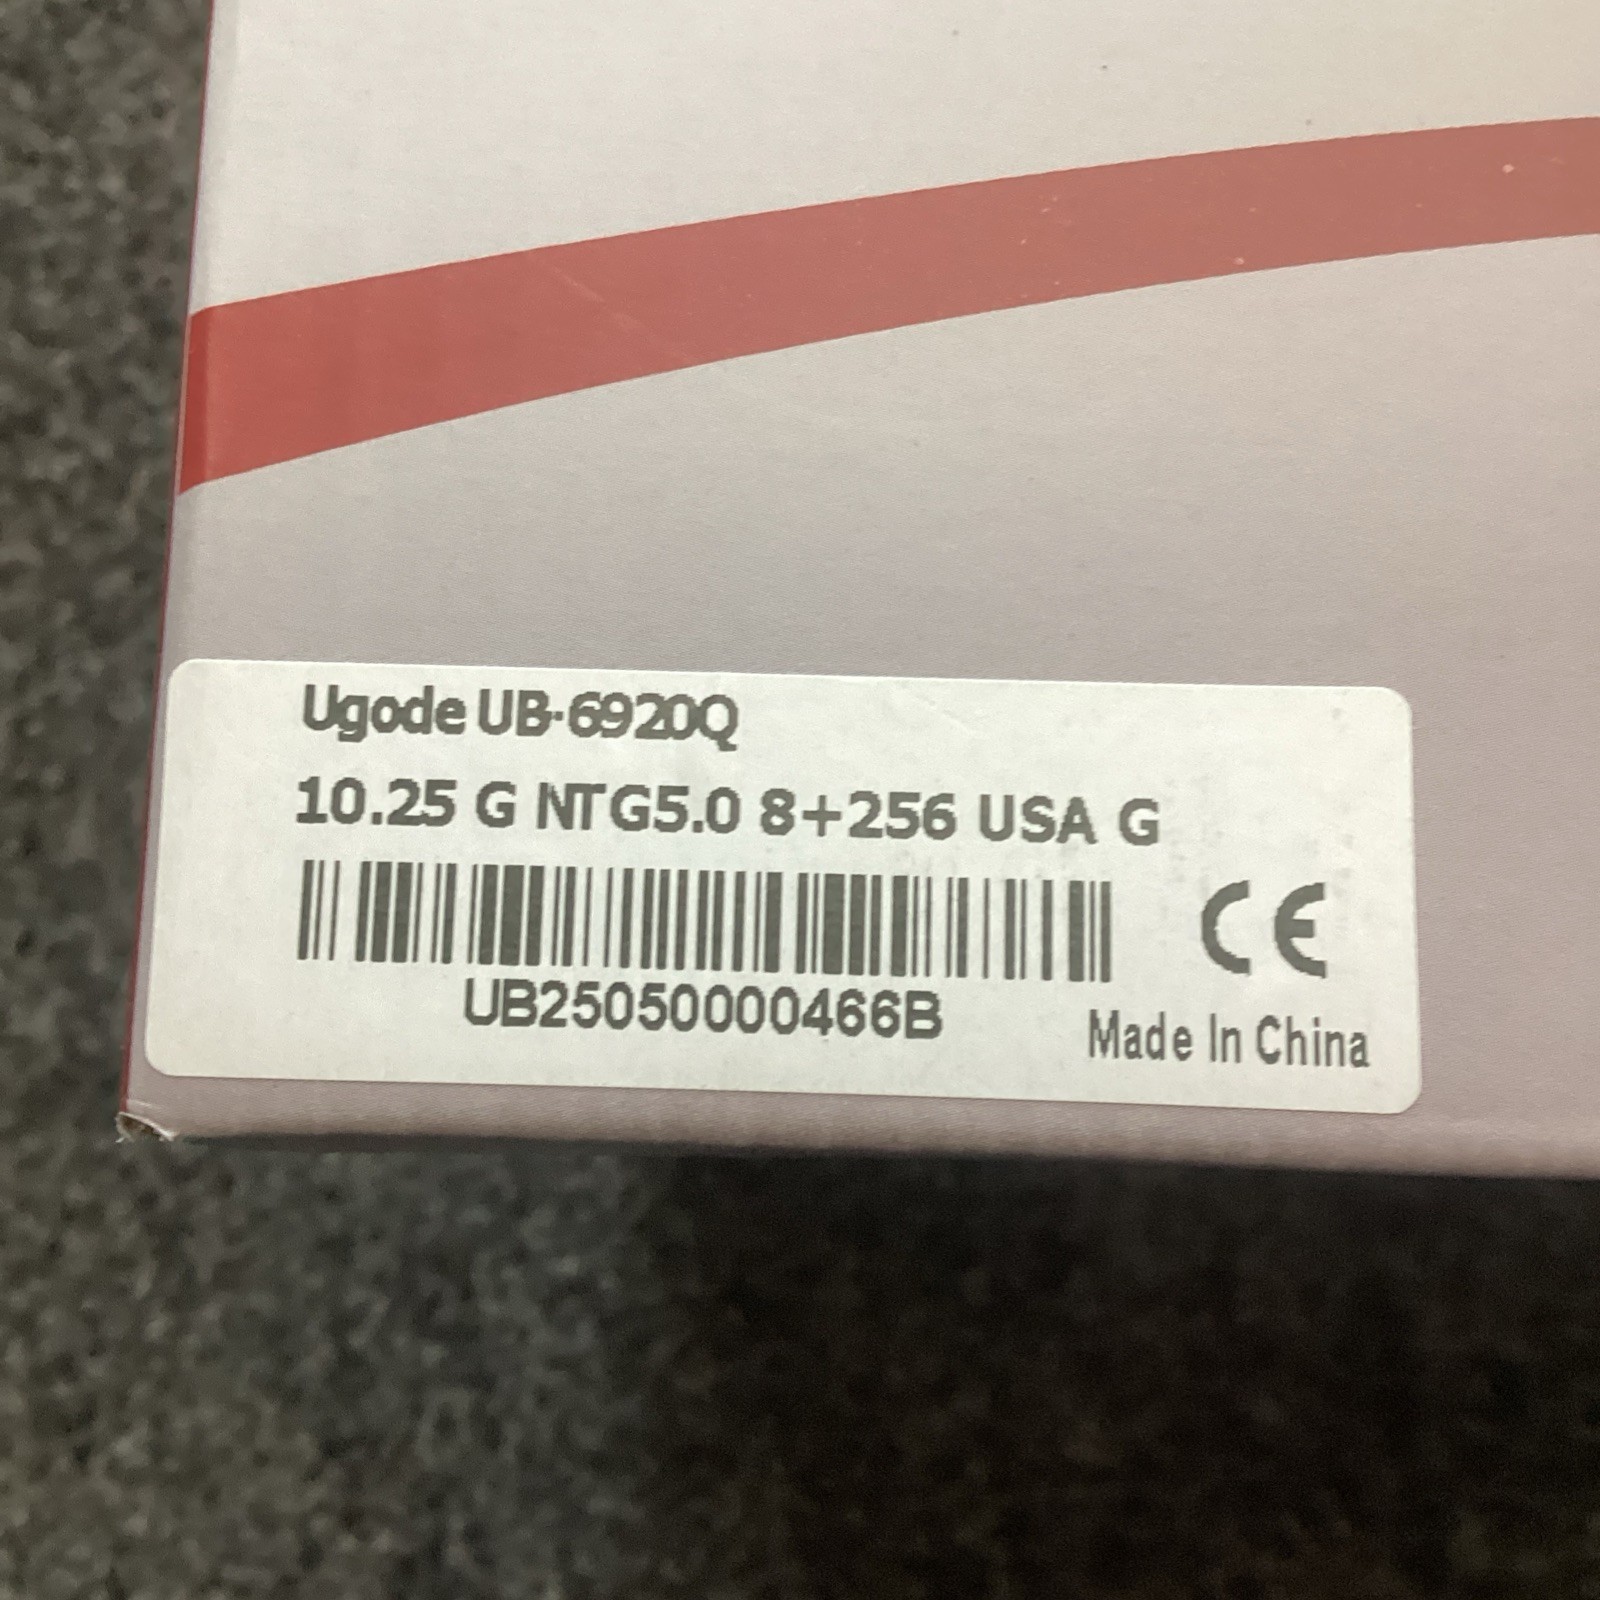 Ugode UB-6920Q
10.25 G NTG5.0 8+256 USA G
CE
UB25050000466B
Made In China